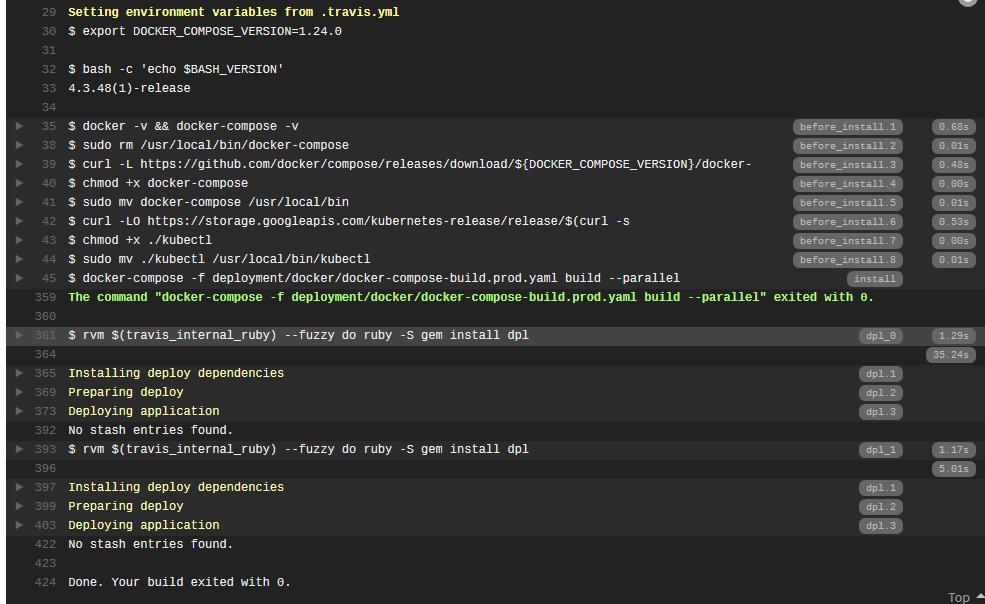 29 Setting environment variables from .travis.yml
30 $ export DOCKER_COMPOSE_VERSION=1.24.0
31
32 $ bash -c 'echo $BASH_VERSION'
33 4.3.48(1)-release
34
35 $ docker -v && docker-compose -v before_install.1 0.68s
38 $ sudo rm /usr/local/bin/docker-compose before_install.2 0.01s
39 $ curl -L https://github.com/docker/compose/releases/download/${DOCKER_COMPOSE_VERSION}/docker- before_install.3 0.48s
40 $ chmod +x docker-compose before_install.4 0.00s
41 $ sudo mv docker-compose /usr/local/bin before_install.5 0.01s
42 $ curl -LO https://storage.googleapis.com/kubernetes-release/release/$(curl -s before_install.6 0.53s
43 $ chmod +x ./kubectl before_install.7 0.00s
44 $ sudo mv ./kubectl /usr/local/bin/kubectl before_install.8 0.01s
45 $ docker-compose -f deployment/docker/docker-compose-build.prod.yaml build --parallel install
359 The command "docker-compose -f deployment/docker/docker-compose-build.prod.yaml build --parallel" exited with 0.
360
361 $ rvm $(travis_internal_ruby) --fuzzy do ruby -S gem install dpl dpl_0 1.29s
364 35.24s
365 Installing deploy dependencies dpl.1
369 Preparing deploy dpl.2
373 Deploying application dpl.3
392 No stash entries found.
393 $ rvm $(travis_internal_ruby) --fuzzy do ruby -S gem install dpl dpl_1 1.17s
396 5.01s
397 Installing deploy dependencies dpl.1
399 Preparing deploy dpl.2
403 Deploying application dpl.3
422 No stash entries found.
423
424 Done. Your build exited with 0.
Top